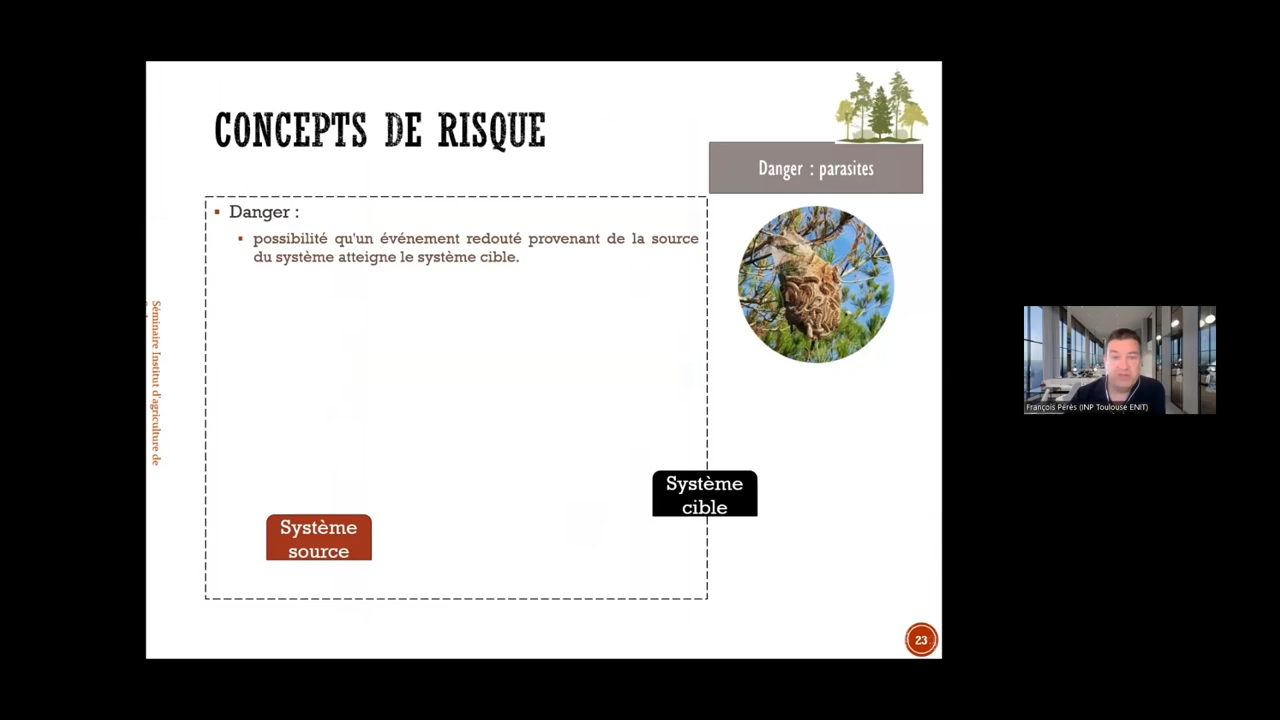 CONCEPTS DE RISQUE
Danger : parasites
▪ Danger :
▪ possibilité qu'un événement redouté provenant de la source
du système atteigne le système cible.
Séminaire Institut d'agriculture de
Système
cible
Système
source
23
François Pérès (INP Toulouse ENIT)